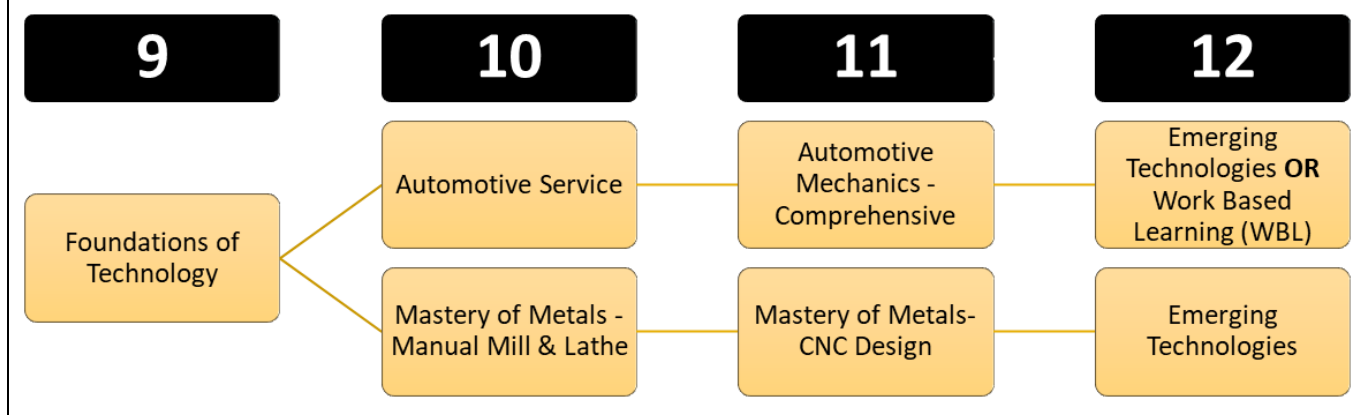 9
10
11
12
Foundations of
Technology
Automotive Service
Automotive
Mechanics -
Comprehensive
Emerging
Technologies OR
Work Based
Learning (WBL)
Mastery of Metals -
Manual Mill & Lathe
Mastery of Metals-
CNC Design
Emerging
Technologies